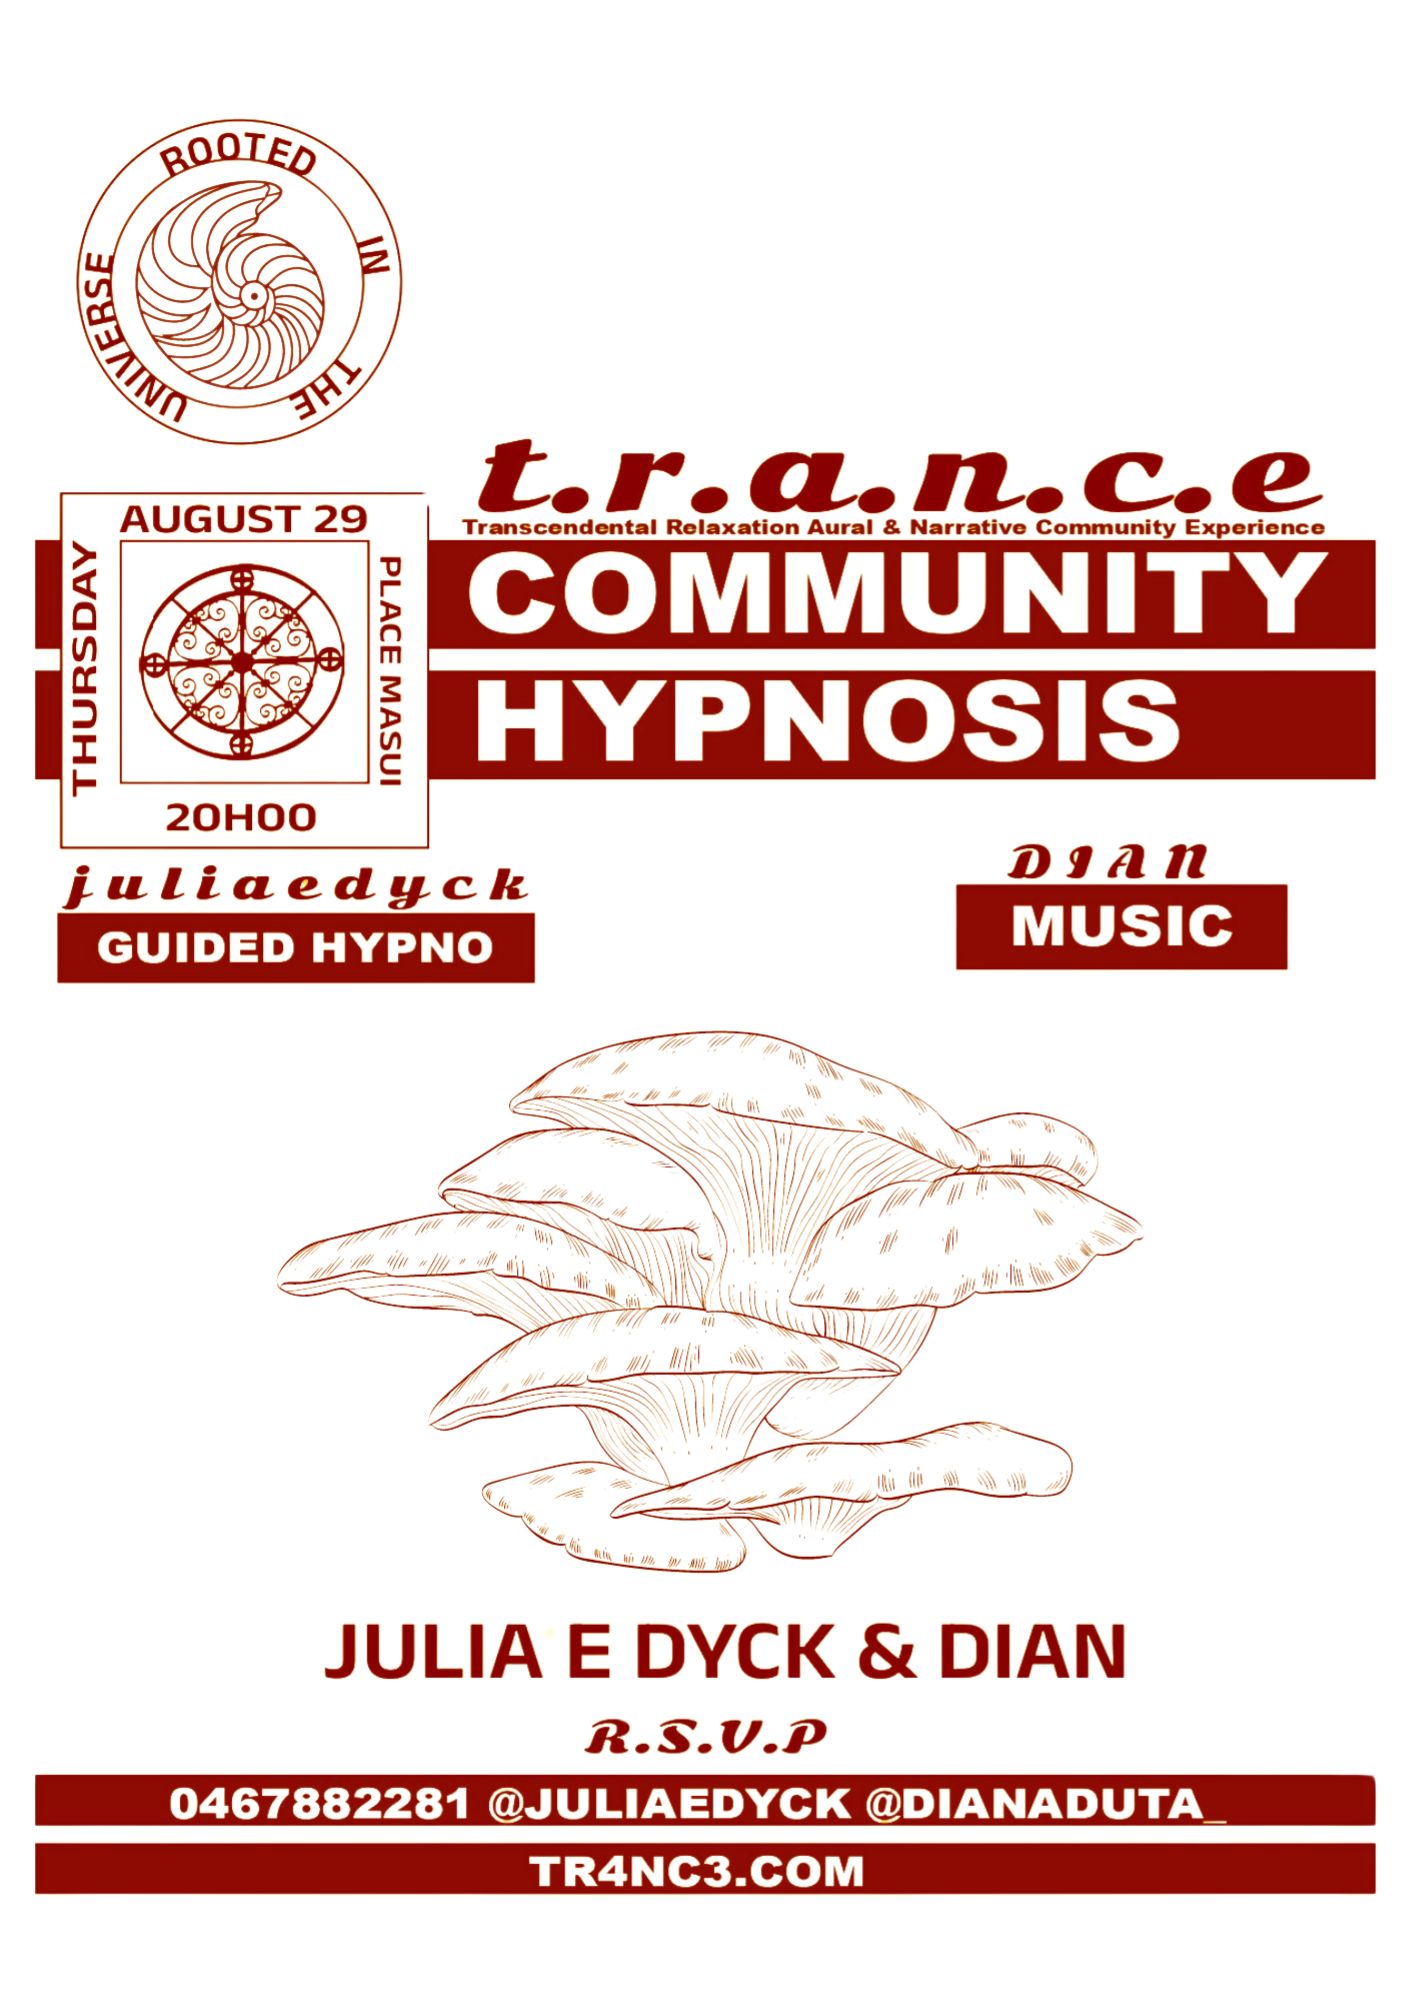 ROOTED IN THE UNIVERSE
t.r.a.n.c.e
Transcendental Relaxation Aural & Narrative Community Experience
COMMUNITY
HYPNOSIS
AUGUST 29
THURSDAY
PLACE MASUI
20H00
juliaedyck
GUIDED HYPNO
DIAN
MUSIC
JULIA E DYCK & DIAN
R.S.V.P
0467882281 @JULIAEDYCK @DIANADUTA_
TR4NC3.COM